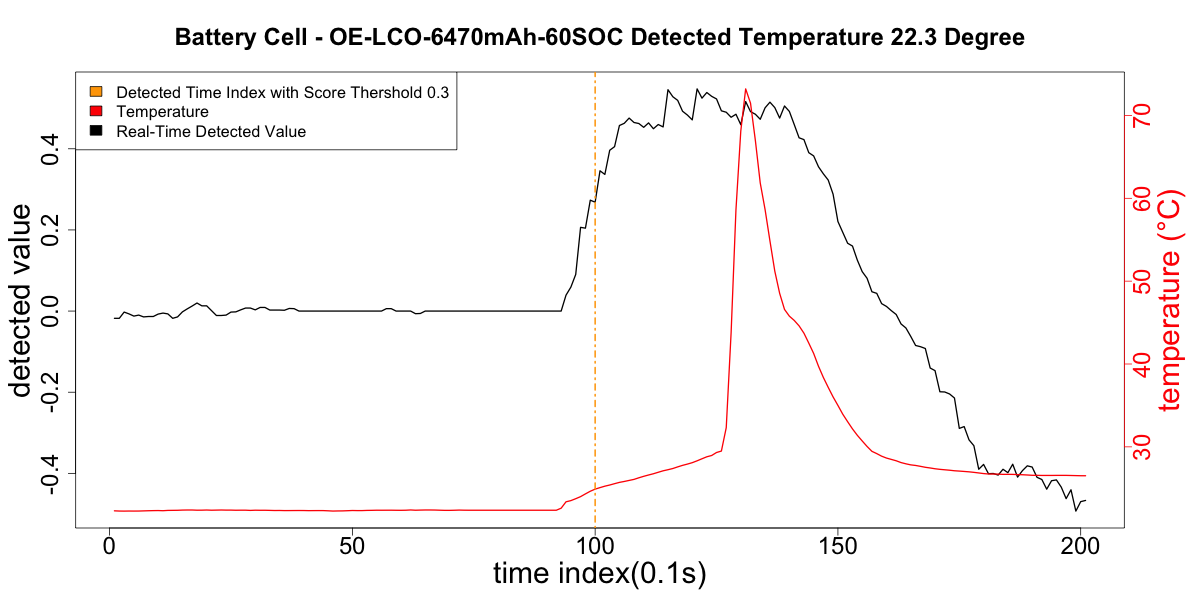 Battery Cell - OE-LCO-6470mAh-60SOC Detected Temperature 22.3 Degree
Detected Time Index with Score Thershold 0.3
Temperature
Real-Time Detected Value
detected value
-0.4
-0.2
0.0
0.2
0.4
temperature (°C)
30
40
50
60
70
0
50
100
150
200
time index(0.1s)